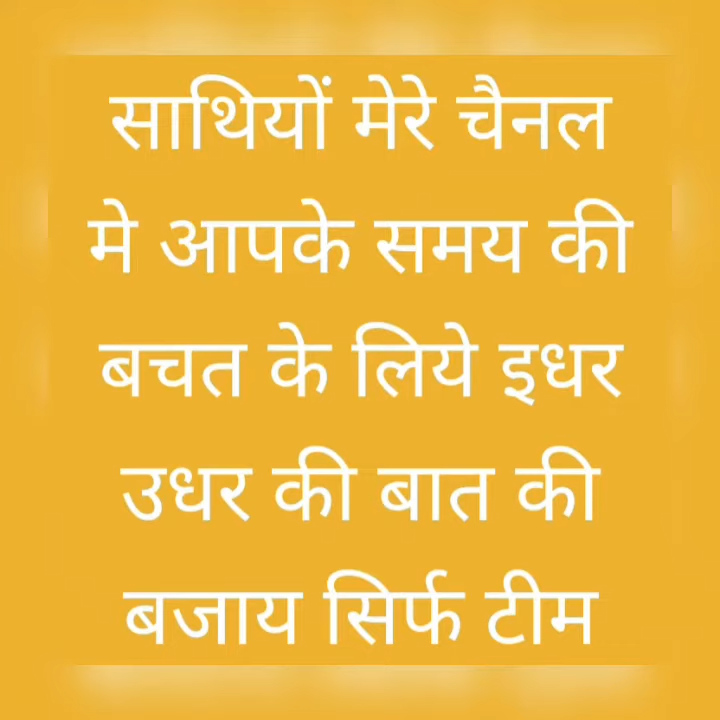 साथियों मेरे चैनल
मे आपके समय की
बचत के लिये इधर
उधर की बात की
बजाय सिर्फ टीम